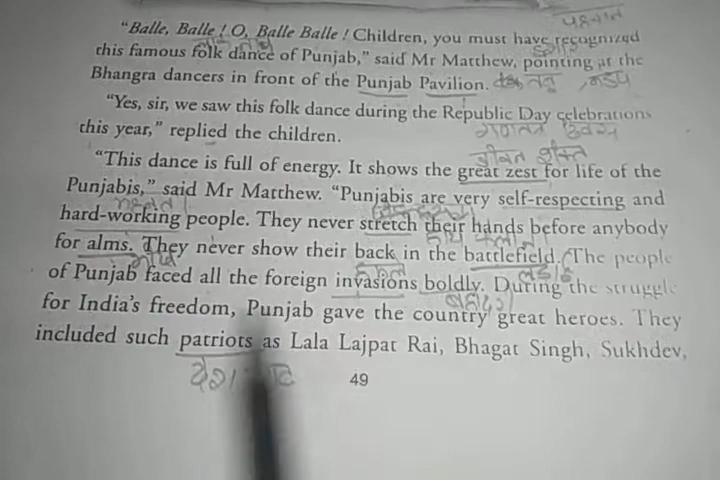 पहचान
"Balle, Balle ! O, Balle Balle ! Children, you must have recognized
this famous folk dance of Punjab," said Mr Matthew, pointing at the
Bhangra dancers in front of the Punjab Pavilion.
"Yes, sir, we saw this folk dance during the Republic Day celebrations
this year," replied the children.
"This dance is full of energy. It shows the great zest for life of the
Punjabis," said Mr Matthew. "Punjabis are very self-respecting and
hard-working people. They never stretch their hands before anybody
for alms. They never show their back in the battlefield. The people
of Punjab faced all the foreign invasions boldly. During the struggle
for India's freedom, Punjab gave the country great heroes. They
included such patriots as Lala Lajpat Rai, Bhagat Singh, Sukhdev,
49